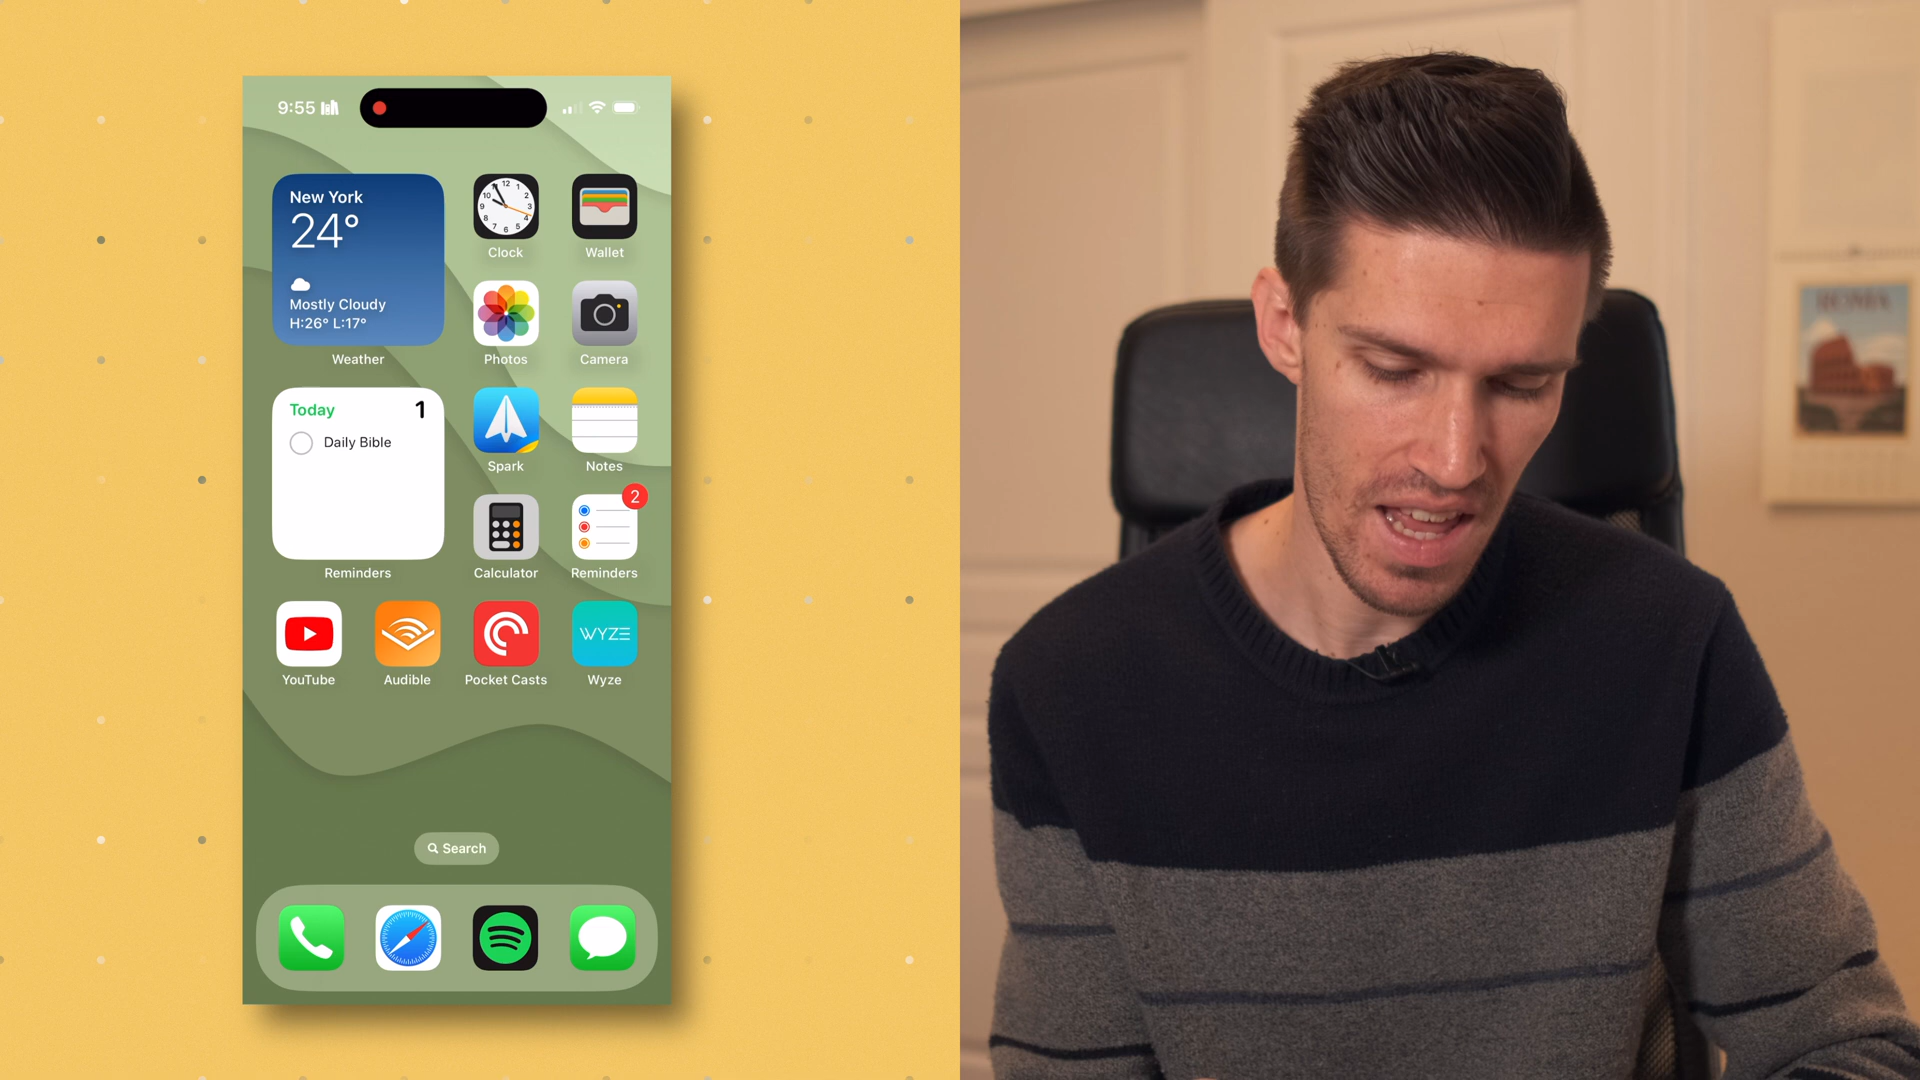 9:55
New York
24°
Mostly Cloudy
H:26° L:17°
Weather
Clock
Wallet
Photos
Camera
Today 1
Daily Bible
Reminders
Spark
Notes
Calculator
2
Reminders
YouTube
Audible
Pocket Casts
WYZE
Wyze
Search
ROMA